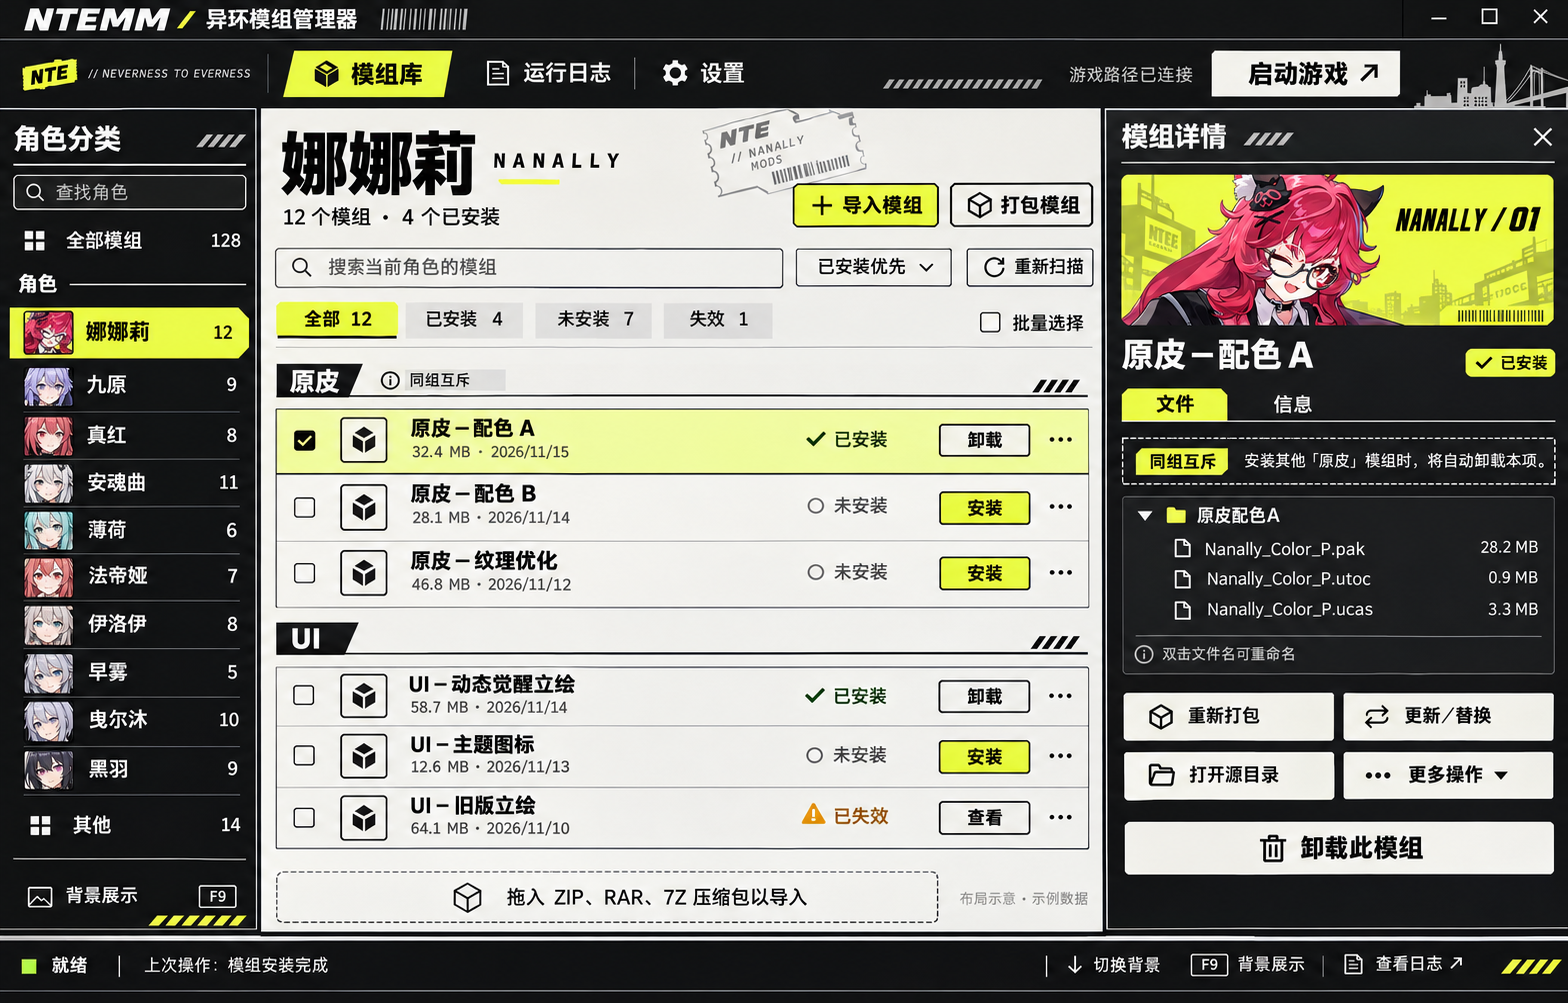 NTEMM / 异环模组管理器
NTE // NEVERNESS TO EVERNESS
模组库
运行日志
设置
游戏路径已连接
启动游戏
角色分类
查找角色
全部模组 128
角色
娜娜莉 12
九原 9
真红 8
安魂曲 11
薄荷 6
法帝娅 7
伊洛伊 8
早雾 5
曳尔沐 10
黑羽 9
其他 14
背景展示 F9
娜娜莉 NANALLY
12 个模组 · 4 个已安装
NTE
// NANALLY
MODS
导入模组
打包模组
搜索当前角色的模组
已安装优先
重新扫描
全部 12
已安装 4
未安装 7
失效 1
批量选择
原皮
同组互斥
原皮－配色 A
32.4 MB · 2026/11/15
已安装
卸载
原皮－配色 B
28.1 MB · 2026/11/14
未安装
安装
原皮－纹理优化
46.8 MB · 2026/11/12
未安装
安装
UI
UI－动态觉醒立绘
58.7 MB · 2026/11/14
已安装
卸载
UI－主题图标
12.6 MB · 2026/11/13
未安装
安装
UI－旧版立绘
64.1 MB · 2026/11/10
已失效
查看
拖入 ZIP、RAR、7Z 压缩包以导入
布局示意 · 示例数据
模组详情
NANALLY / 01
NTEE
原皮－配色 A
已安装
文件
信息
同组互斥 安装其他「原皮」模组时，将自动卸载本项。
原皮配色A
Nanally_Color_P.pak 28.2 MB
Nanally_Color_P.utoc 0.9 MB
Nanally_Color_P.ucas 3.3 MB
双击文件名可重命名
重新打包
更新／替换
打开源目录
更多操作
卸载此模组
就绪
上次操作：模组安装完成
切换背景
F9 背景展示
查看日志